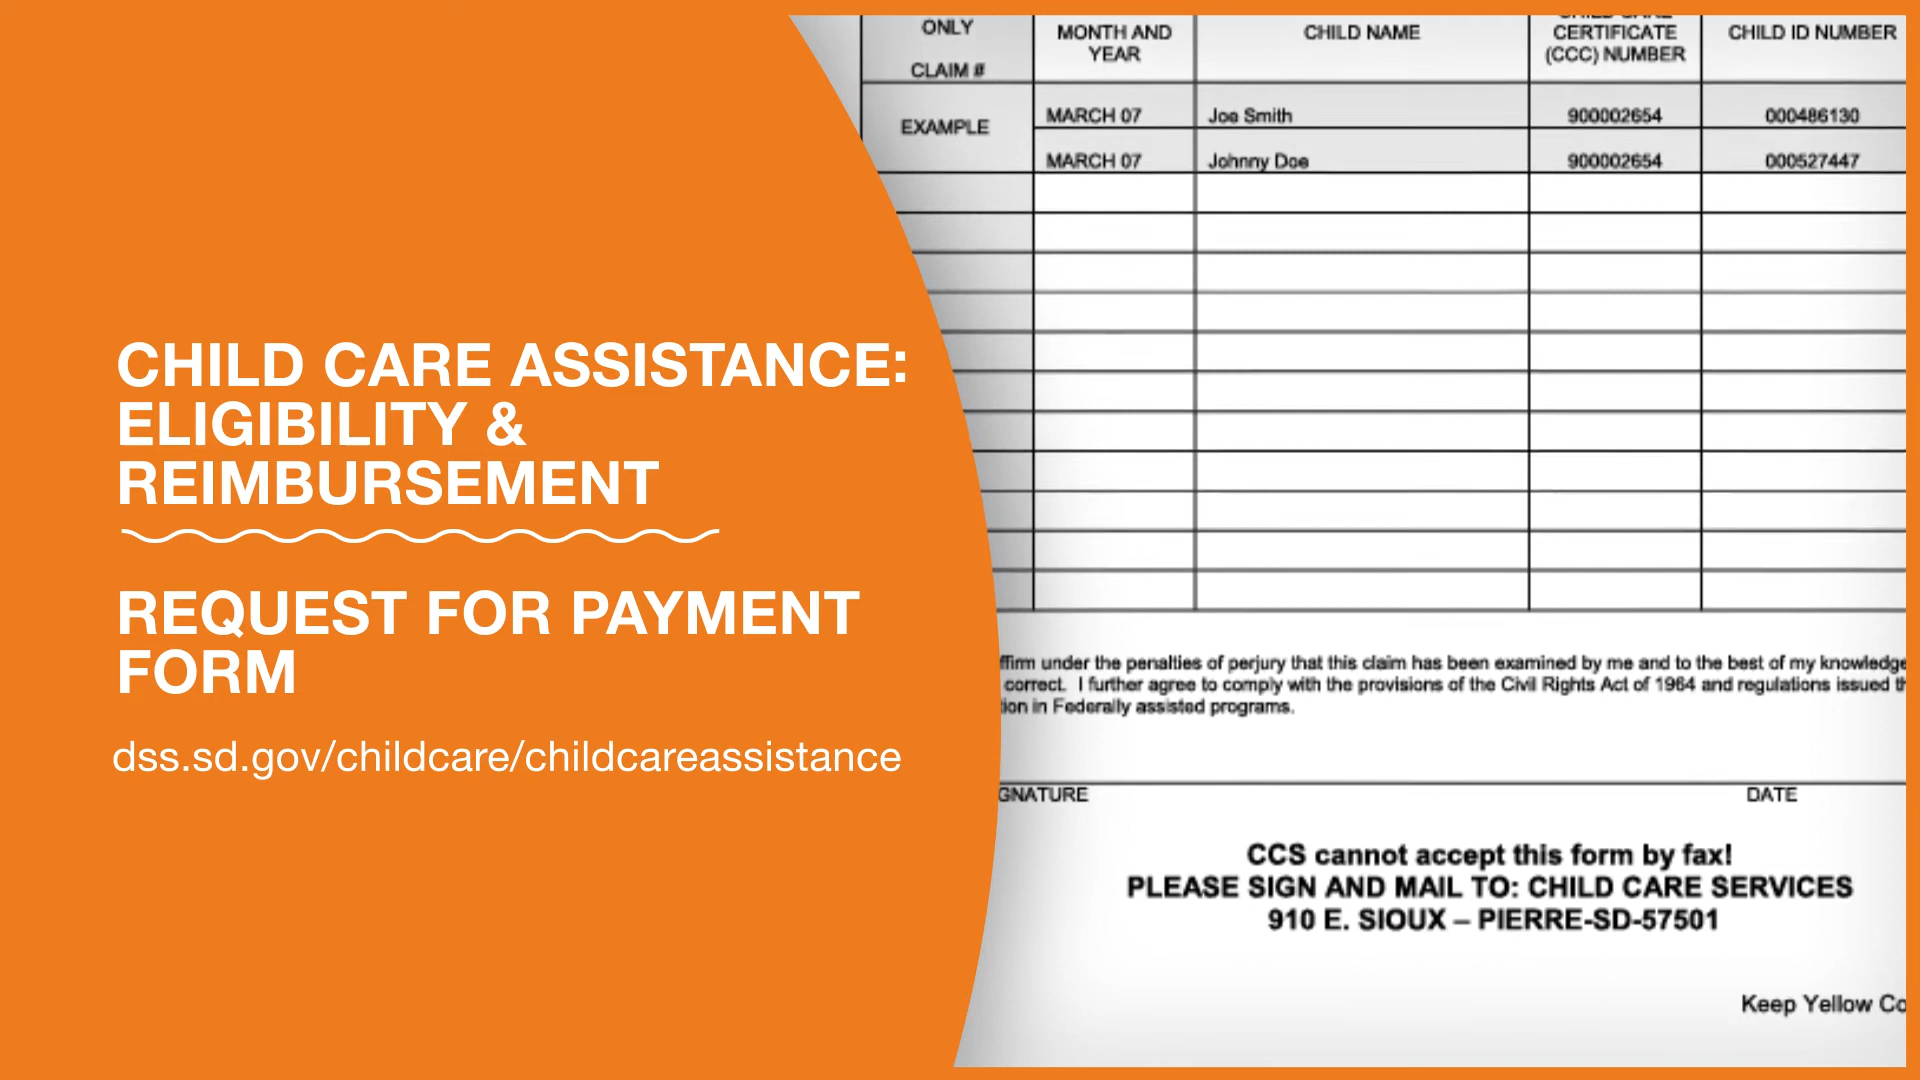 CHILD CARE ASSISTANCE:
ELIGIBILITY &
REIMBURSEMENT
REQUEST FOR PAYMENT
FORM
dss.sd.gov/childcare/childcareassistance
ONLY
CLAIM #
MONTH AND
YEAR
CHILD NAME
CERTIFICATE
(CCC) NUMBER
CHILD ID NUMBER
EXAMPLE
MARCH 07 Joe Smith 900002654 000486130
MARCH 07 Johnny Doe 900002654 000527447
ffirm under the penalties of perjury that this claim has been examined by me and to the best of my knowledge
correct. I further agree to comply with the provisions of the Civil Rights Act of 1964 and regulations issued th
tion in Federally assisted programs.
GNATURE DATE
CCS cannot accept this form by fax!
PLEASE SIGN AND MAIL TO: CHILD CARE SERVICES
910 E. SIOUX – PIERRE-SD-57501
Keep Yellow Co